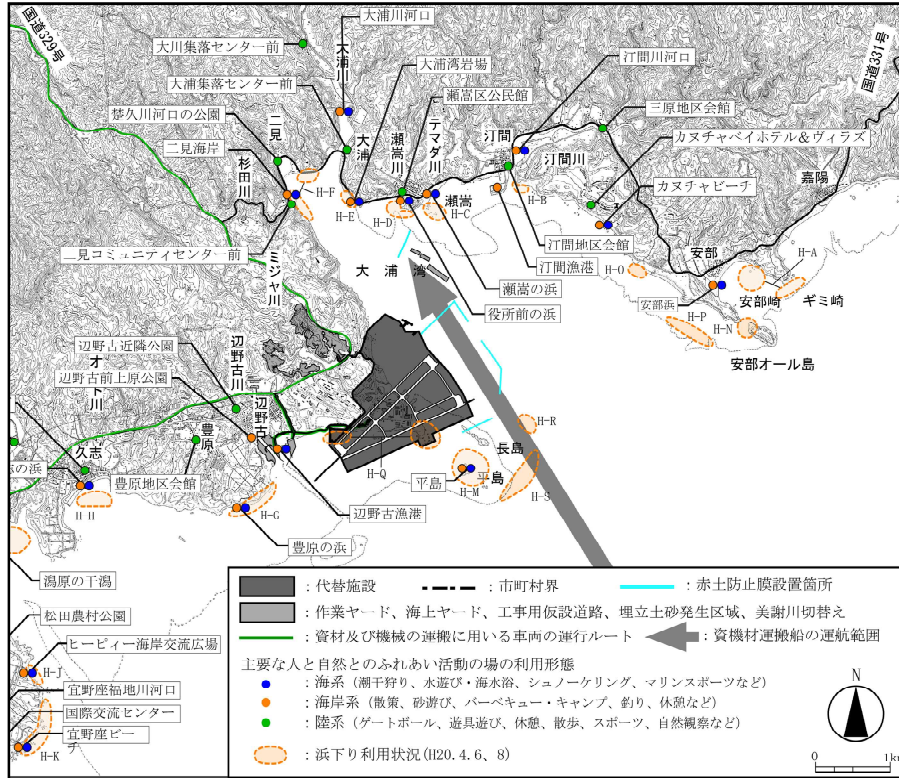 国道329号
大浦川河口
国道331号
大川集落センター前
大浦川
大浦湾岩場
汀間川河口
大浦集落センター前
瀬嵩区公民館
三原地区会館
楚久川河口の公園
二見
大浦
瀬嵩川
テマダ川
汀間
汀間川
カヌチャベイホテル&ヴィラズ
二見海岸
杉田川
嘉陽
カヌチャビーチ
H-F
H-E
H-D
H-C
瀬嵩
H-B
汀間地区会館
安部
H-A
二見コミュニティセンター前
ミジャ川
大浦湾
汀間漁港
H-O
瀬嵩の浜
安部浜
安部崎
ギミ崎
役所前の浜
H-P
H-N
辺野古近隣公園
辺野古川
安部オール島
辺野古前上原公園
辺野古
H-R
久志
豊原
長島
の浜
豊原地区会館
H-Q
平島
H-M
平島
H-S
H-G
辺野古漁港
豊原の浜
潟原の干潟
松田農村公園
ヒーピィー海岸交流広場
H-J
宜野座福地川河口
国際交流センター
宜野座ビーチ
H-K
:代替施設
:市町村界
:赤土防止膜設置箇所
:作業ヤード、海上ヤード、工事用仮設道路、埋立土砂発生区域、美謝川切替え
:資材及び機械の運搬に用いる車両の運行ルート
:資機材運搬船の運航範囲
主要な人と自然とのふれあい活動の場の利用形態
:海系(潮干狩り、水遊び・海水浴、シュノーケリング、マリンスポーツなど)
:海岸系(散策、砂遊び、バーベキュー・キャンプ、釣り、休憩など)
:陸系(ゲートボール、遊具遊び、休憩、散歩、スポーツ、自然観察など)
:浜下り利用状況(H20.4.6、8)
N
0 1km